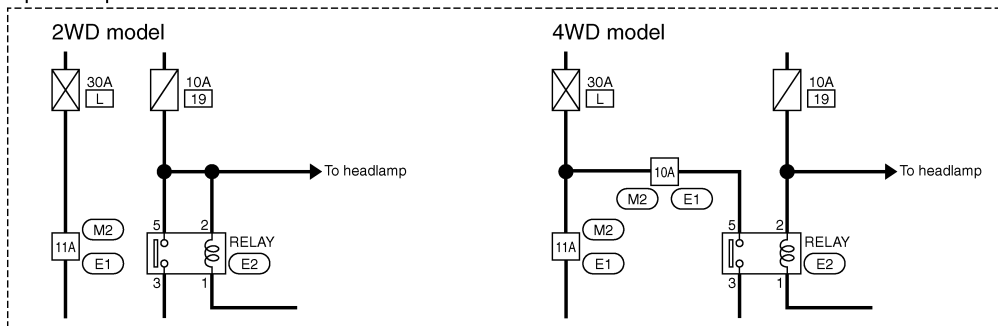 2WD model
30A
L
10A
19
To headlamp
5
2
M2
11A
E1
RELAY
E2
3
1
4WD model
30A
L
10A
19
To headlamp
10A
M2
E1
5
2
M2
11A
E1
RELAY
E2
3
1